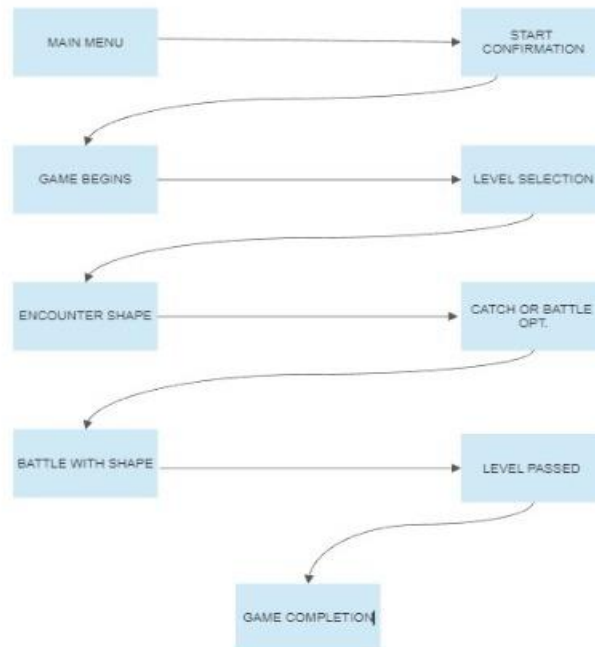 MAIN MENU
START
CONFIRMATION
GAME BEGINS
LEVEL SELECTION
ENCOUNTER SHAPE
CATCH OR BATTLE
OPT.
BATTLE WITH SHAPE
LEVEL PASSED
GAME COMPLETION